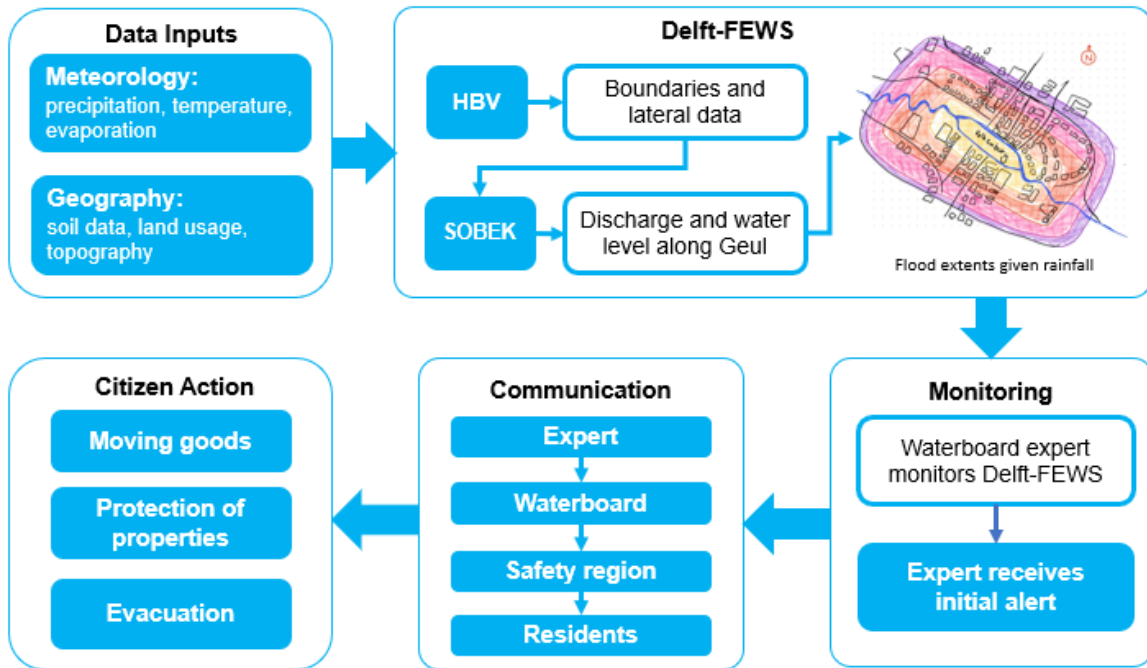 Data Inputs
Meteorology:
precipitation, temperature,
evaporation
Geography:
soil data, land usage,
topography
Delft-FEWS
HBV
Boundaries and
lateral data
SOBEK
Discharge and water
level along Geul
N
Flood extents given rainfall
Monitoring
Waterboard expert
monitors Delft-FEWS
Expert receives
initial alert
Communication
Expert
Waterboard
Safety region
Residents
Citizen Action
Moving goods
Protection of
properties
Evacuation